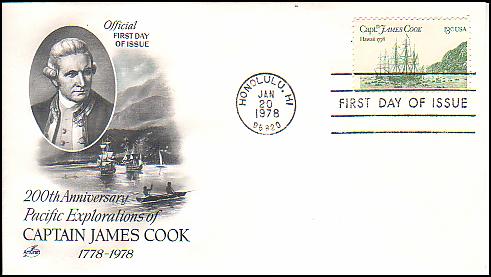 Official
FIRST DAY
OF ISSUE
200th Anniversary
Pacific Explorations of
CAPTAIN JAMES COOK
1778-1978
HONOLULU, HI
JAN
20
1978
96820
Capt. JAMES COOK
Hawaii 1778
13c USA
FIRST DAY OF ISSUE